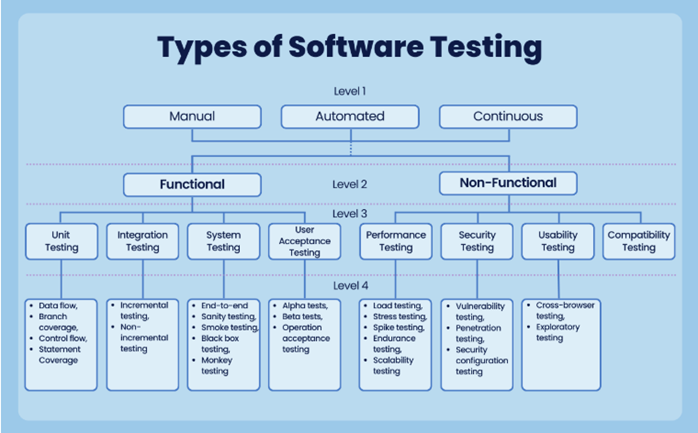 Types of Software Testing
Level 1
Manual
Automated
Continuous
Functional
Level 2
Non-Functional
Level 3
Unit
Testing
Integration
Testing
System
Testing
User
Acceptance
Testing
Performance
Testing
Security
Testing
Usability
Testing
Compatibility
Testing
Level 4
• Data flow,
• Branch
coverage,
• Control flow,
• Statement
Coverage
• Incremental
testing,
• Non-
incremental
testing
• End-to-end
• Sanity testing,
• Smoke testing,
• Black box
testing,
• Monkey
testing
• Alpha tests,
• Beta tests,
• Operation
acceptance
testing
• Load testing,
• Stress testing,
• Spike testing,
• Endurance
testing,
• Scalability
testing
• Vulnerability
testing,
• Penetration
testing,
• Security
configuration
testing
• Cross-browser
testing,
• Exploratory
testing